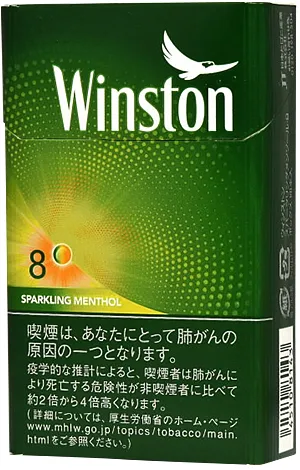 Winston
8
SPARKLING MENTHOL
喫煙は、あなたにとって肺がんの
原因の一つとなります。
疫学的な推計によると、喫煙者は肺がんに
より死亡する危険性が非喫煙者に比べて
約2倍から4倍高くなります。
(詳細については、厚生労働省のホーム・ページ
www.mhlw.go.jp/topics/tobacco/main.
htmlをご参照ください。)